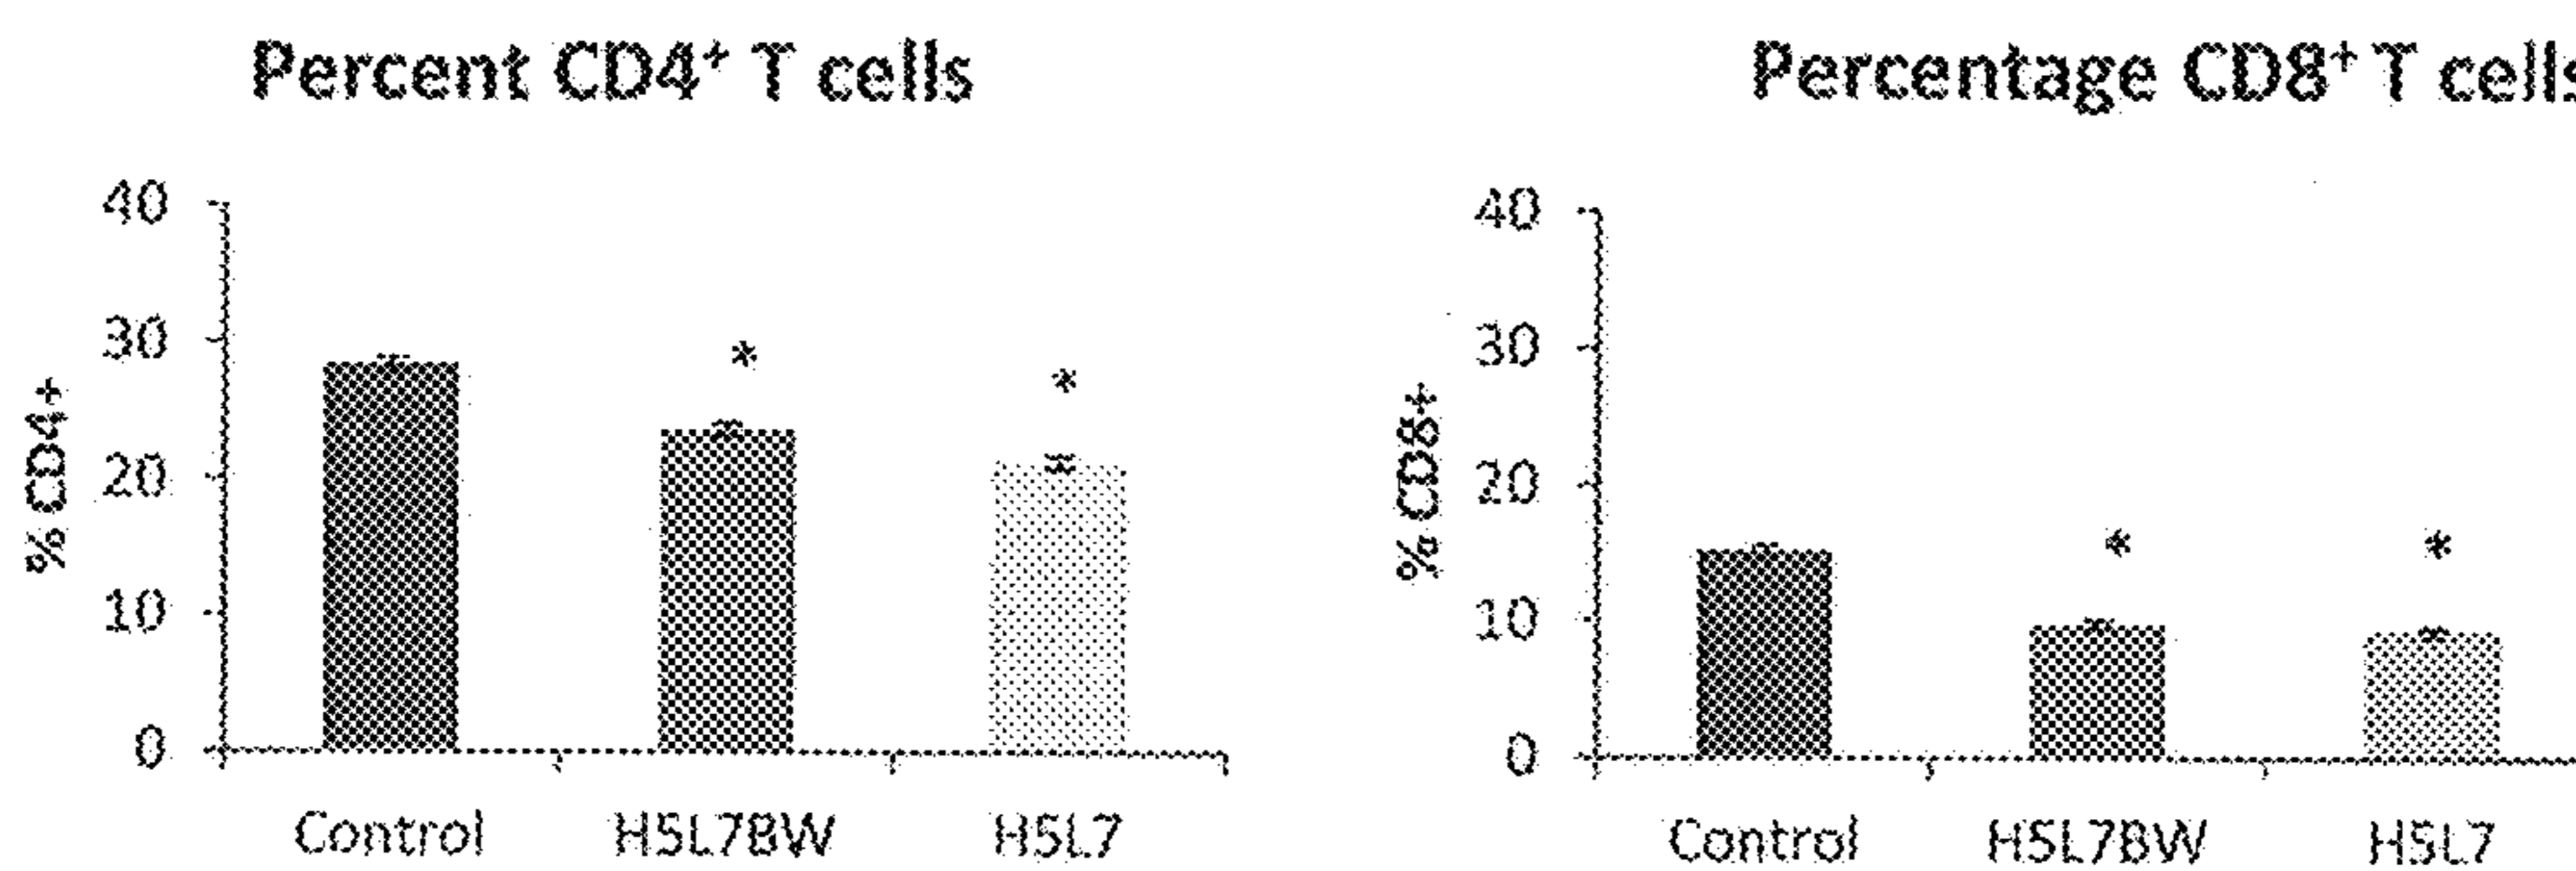 Percent CD4+ T cells
40
30
20
10
0
% CD4+
*
*
Control H5L7BW H5L7
Percentage CD8+ T cells
40
30
20
10
0
% CD8+
*
*
Control H5L7BW H5L7